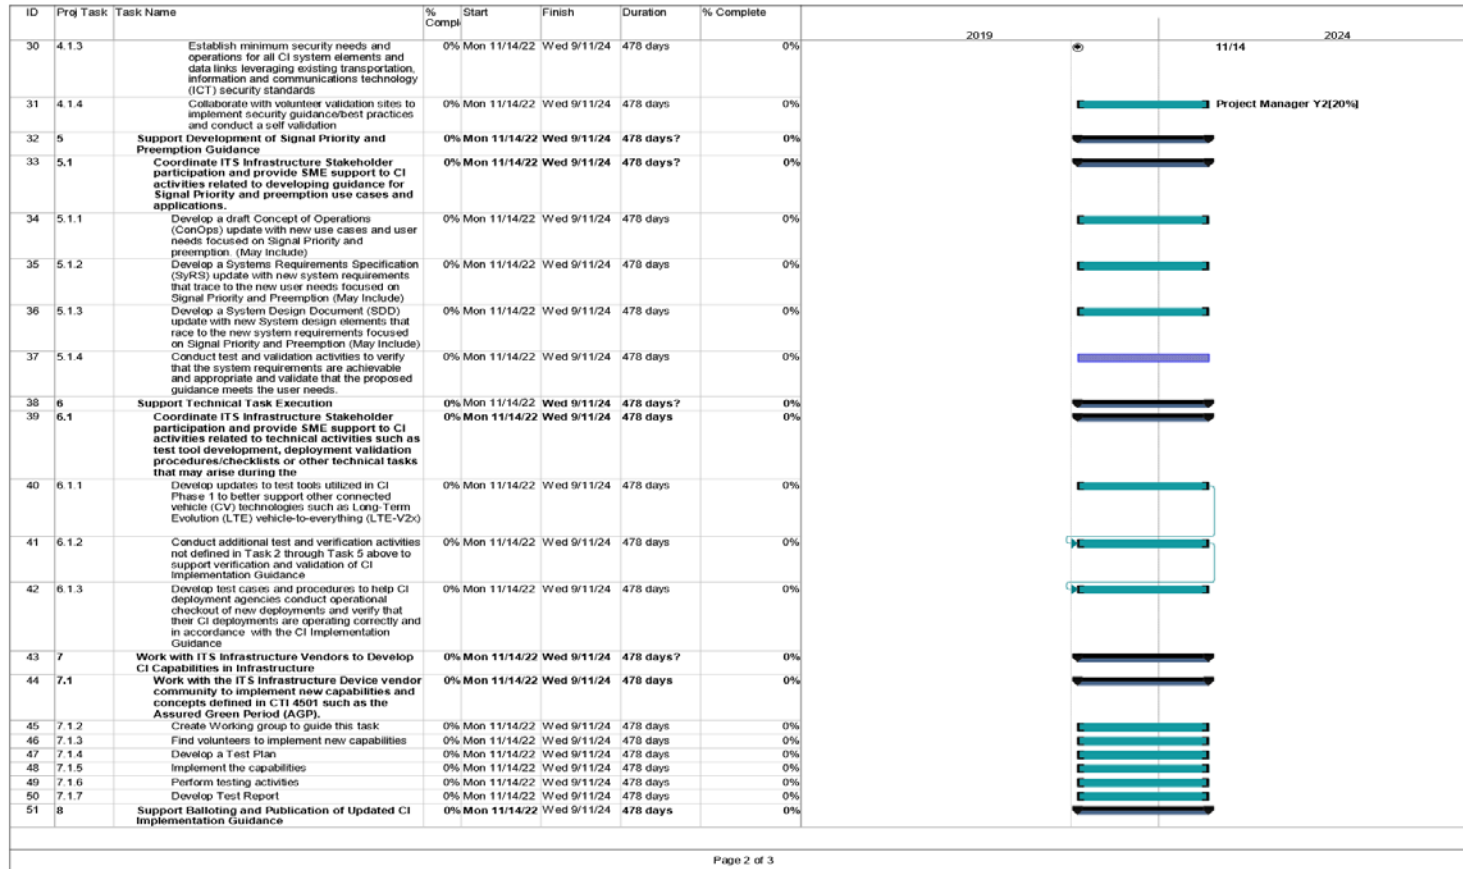 ID Proj Task Task Name % Compl Start Finish Duration % Complete
2019 2024
30 4.1.3 Establish minimum security needs and 0% Mon 11/14/22 Wed 9/11/24 478 days 0% 11/14
operations for all CI system elements and
data links leveraging existing transportation,
information and communications technology
(ICT) security standards
31 4.1.4 Collaborate with volunteer validation sites to 0% Mon 11/14/22 Wed 9/11/24 478 days 0% Project Manager Y2[20%]
implement security guidance/best practices
and conduct a self validation
32 5 Support Development of Signal Priority and 0% Mon 11/14/22 Wed 9/11/24 478 days? 0%
Preemption Guidance
33 5.1 Coordinate ITS Infrastructure Stakeholder 0% Mon 11/14/22 Wed 9/11/24 478 days? 0%
participation and provide SME support to CI
activities related to developing guidance for
Signal Priority and preemption use cases and
applications.
34 5.1.1 Develop a draft Concept of Operations 0% Mon 11/14/22 Wed 9/11/24 478 days 0%
(ConOps) update with new use cases and user
needs focused on Signal Priority and
preemption. (May Include)
35 5.1.2 Develop a Systems Requirements Specification 0% Mon 11/14/22 Wed 9/11/24 478 days 0%
(SyRS) update with new system requirements
that trace to the new user needs focused on
Signal Priority and Preemption (May Include)
36 5.1.3 Develop a System Design Document (SDD) 0% Mon 11/14/22 Wed 9/11/24 478 days 0%
update with new System design elements that
race to the new system requirements focused
on Signal Priority and Preemption (May Include)
37 5.1.4 Conduct test and validation activities to verify 0% Mon 11/14/22 Wed 9/11/24 478 days 0%
that the system requirements are achievable
and appropriate and validate that the proposed
guidance meets the user needs.
38 6 Support Technical Task Execution 0% Mon 11/14/22 Wed 9/11/24 478 days? 0%
39 6.1 Coordinate ITS Infrastructure Stakeholder 0% Mon 11/14/22 Wed 9/11/24 478 days 0%
participation and provide SME support to CI
activities related to technical activities such as
test tool development, deployment validation
procedures/checklists or other technical tasks
that may arise during the
40 6.1.1 Develop updates to test tools utilized in CI 0% Mon 11/14/22 Wed 9/11/24 478 days 0%
Phase 1 to better support other connected
vehicle (CV) technologies such as Long-Term
Evolution (LTE) vehicle-to-everything (LTE-V2x)
41 6.1.2 Conduct additional test and verification activities 0% Mon 11/14/22 Wed 9/11/24 478 days 0%
not defined in Task 2 through Task 5 above to
support verification and validation of CI
Implementation Guidance
42 6.1.3 Develop test cases and procedures to help CI 0% Mon 11/14/22 Wed 9/11/24 478 days 0%
deployment agencies conduct operational
checkout of new deployments and verify that
their CI deployments are operating correctly and
in accordance with the CI Implementation
Guidance
43 7 Work with ITS Infrastructure Vendors to Develop 0% Mon 11/14/22 Wed 9/11/24 478 days? 0%
CI Capabilities in Infrastructure
44 7.1 Work with the ITS Infrastructure Device vendor 0% Mon 11/14/22 Wed 9/11/24 478 days 0%
community to implement new capabilities and
concepts defined in CTI 4501 such as the
Assured Green Period (AGP).
45 7.1.2 Create Working group to guide this task 0% Mon 11/14/22 Wed 9/11/24 478 days 0%
46 7.1.3 Find volunteers to implement new capabilities 0% Mon 11/14/22 Wed 9/11/24 478 days 0%
47 7.1.4 Develop a Test Plan 0% Mon 11/14/22 Wed 9/11/24 478 days 0%
48 7.1.5 Implement the capabilities 0% Mon 11/14/22 Wed 9/11/24 478 days 0%
49 7.1.6 Perform testing activities 0% Mon 11/14/22 Wed 9/11/24 478 days 0%
50 7.1.7 Develop Test Report 0% Mon 11/14/22 Wed 9/11/24 478 days 0%
51 8 Support Balloting and Publication of Updated CI 0% Mon 11/14/22 Wed 9/11/24 478 days 0%
Implementation Guidance
Page 2 of 3